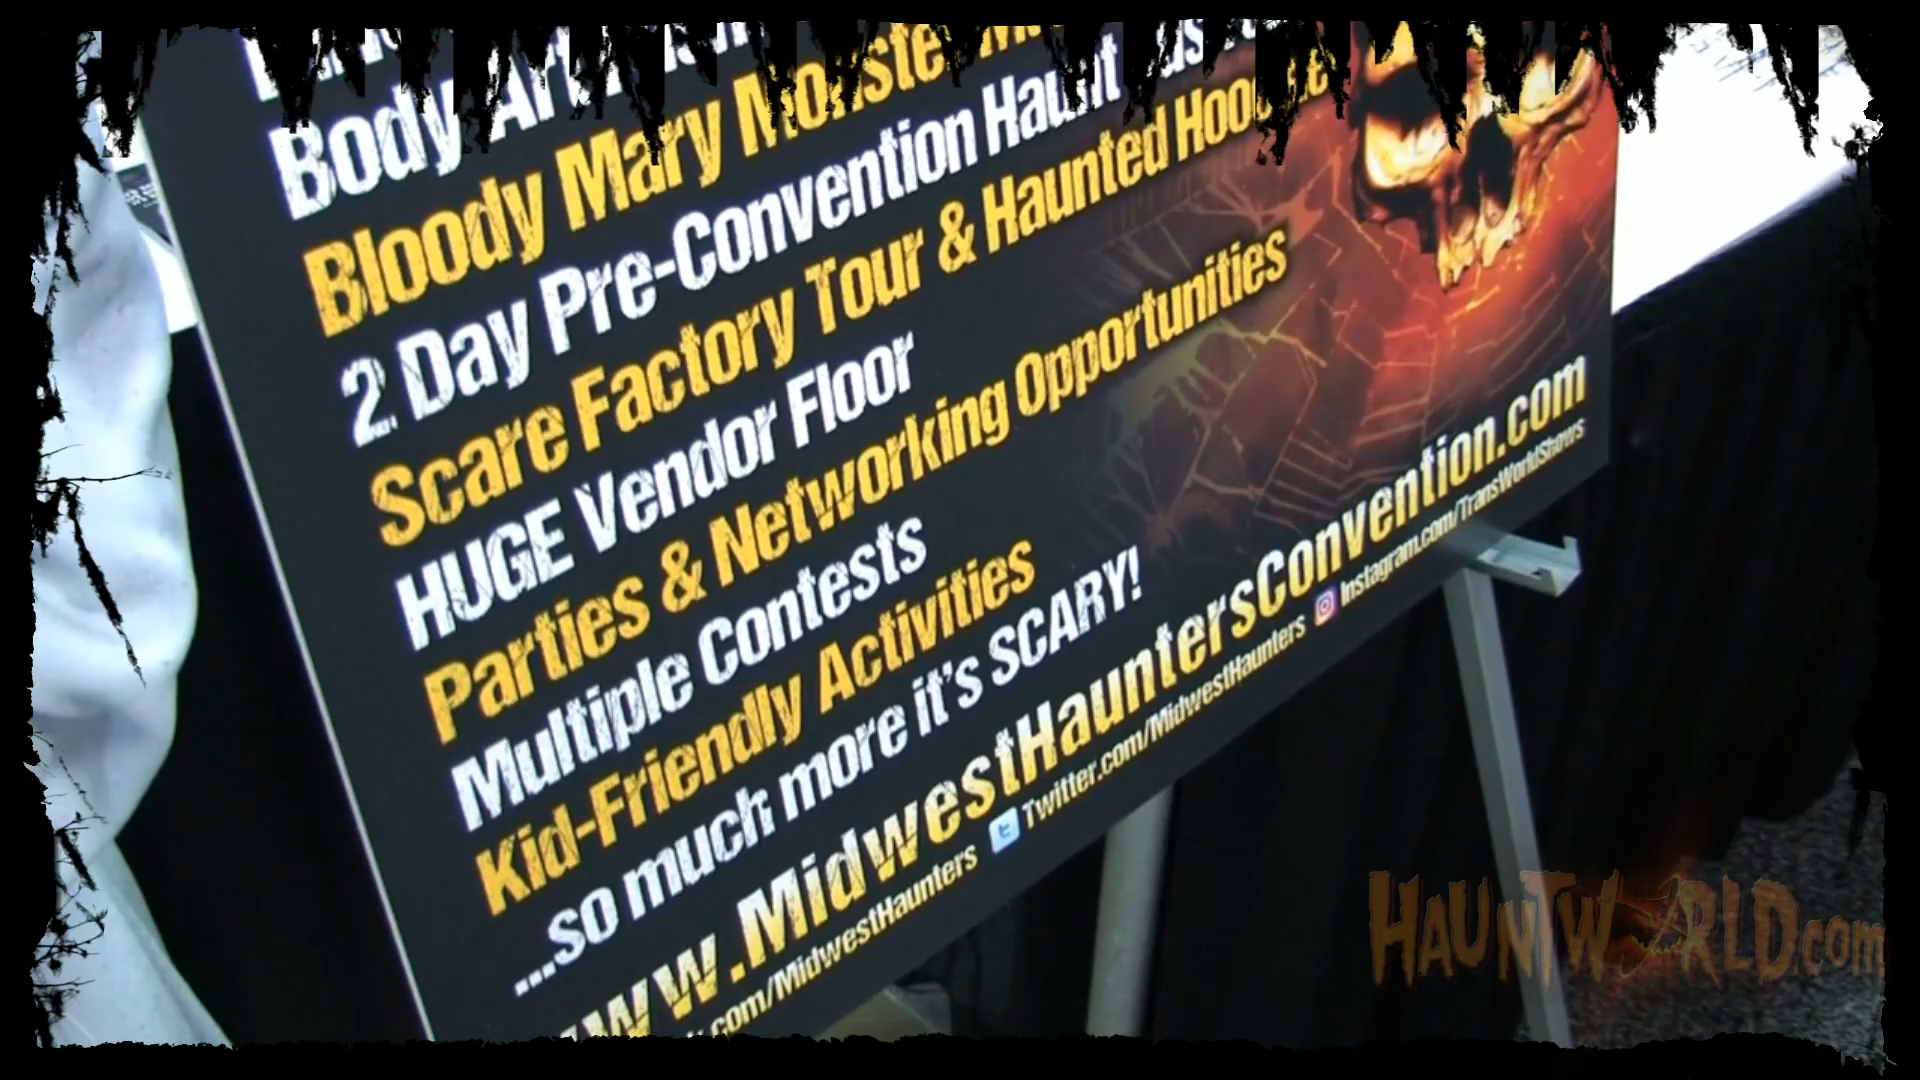 Body Art
Bloody Mary Monster
2 Day Pre-Convention Haunt
Scare Factory Tour & Haunted
HUGE Vendor Floor
Parties & Networking Opportunities
Multiple Contests
Kid-Friendly Activities
...so much more it's SCARY!
www.MidwestHauntersConvention.com
.com/MidwestHaunters Twitter.com/MidwestHaunters Instagram.com/TransWorldShows
HAUNTWORLD.com